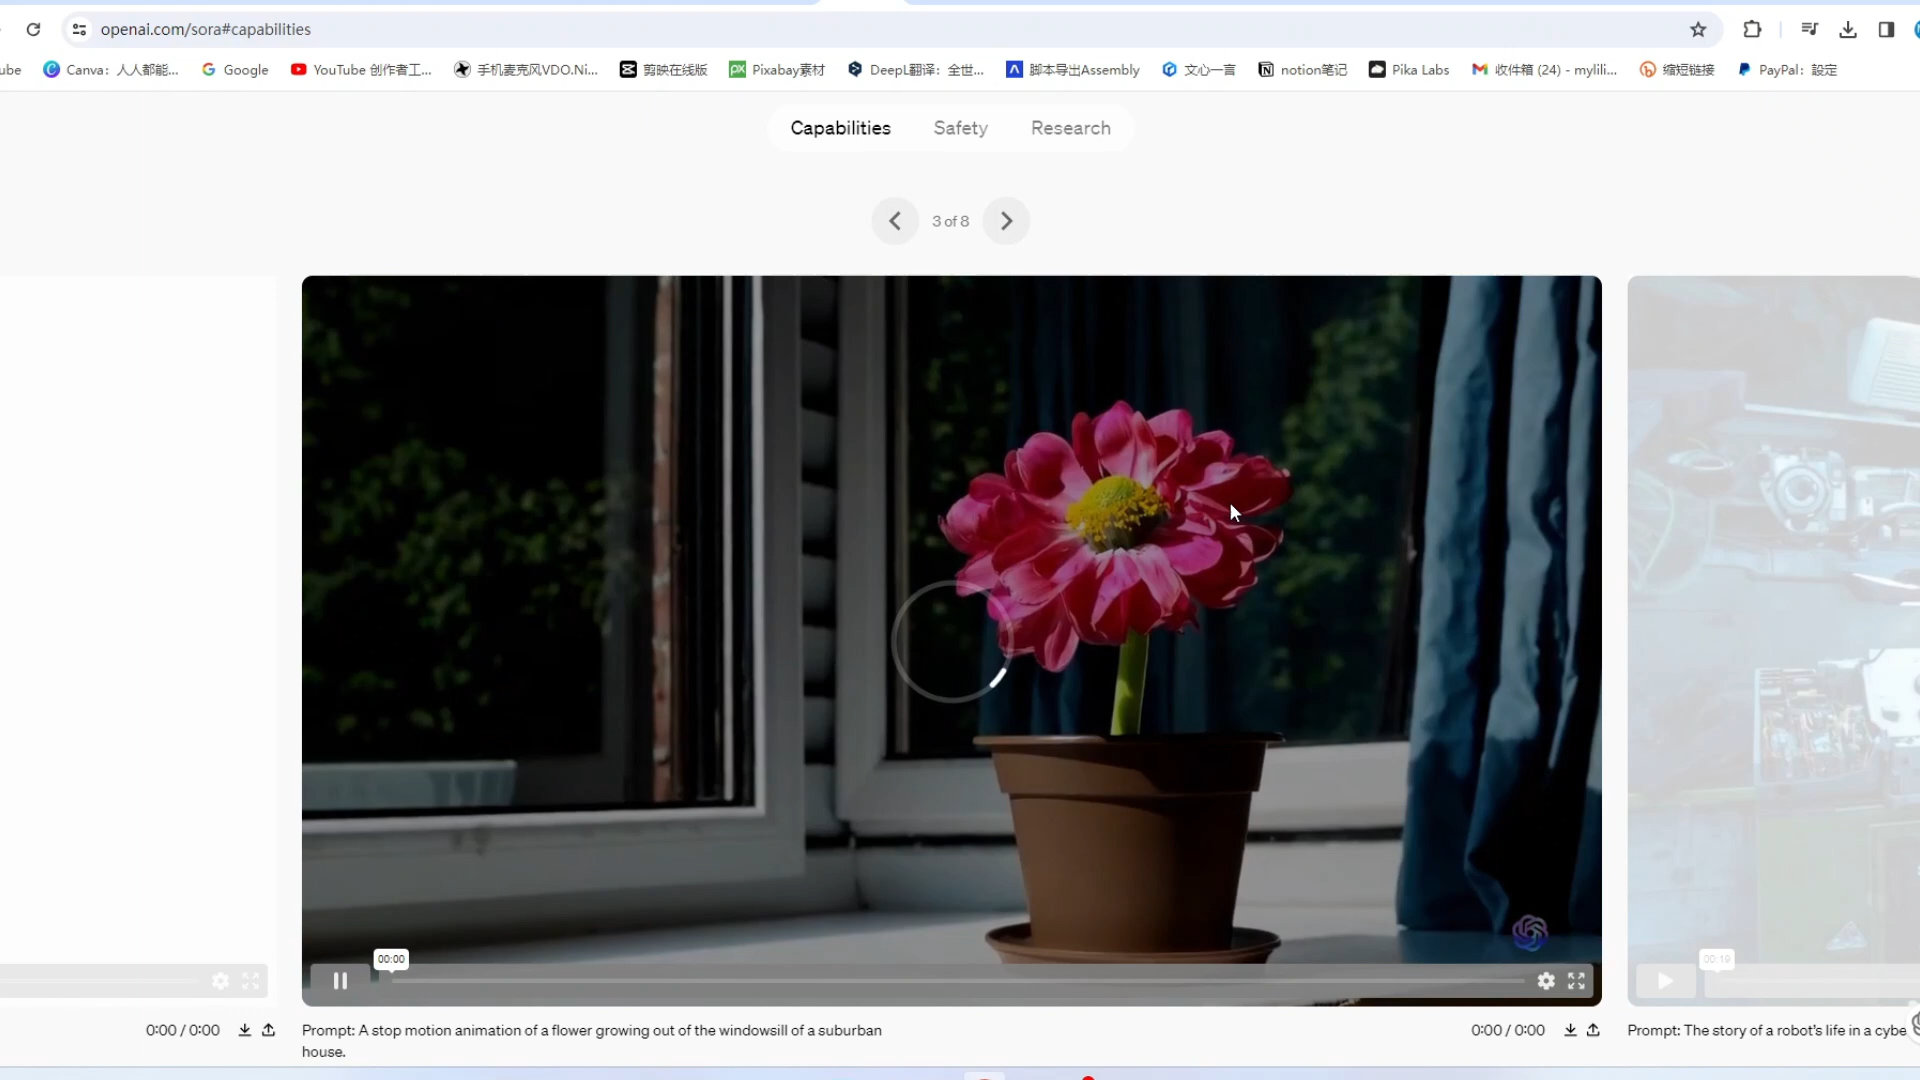 openai.com/sora#capabilities
ube
Canva：人人都能...
Google
YouTube 创作者工...
手机麦克风VDO.Ni...
剪映在线版
Pixabay素材
DeepL翻译：全世...
脚本导出Assembly
文心一言
notion笔记
Pika Labs
收件箱 (24) - mylili...
缩短链接
PayPal：設定
Capabilities
Safety
Research
3 of 8
00:00
00:19
0:00 / 0:00
Prompt: A stop motion animation of a flower growing out of the windowsill of a suburban
house.
0:00 / 0:00
Prompt: The story of a robot's life in a cybe